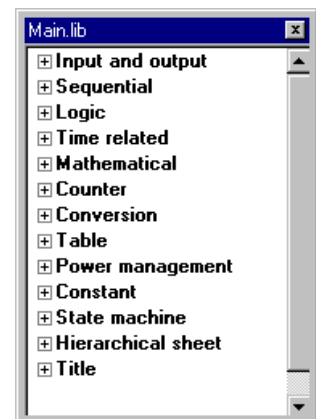 Main.lib
Input and output
Sequential
Logic
Time related
Mathematical
Counter
Conversion
Table
Power management
Constant
State machine
Hierarchical sheet
Title